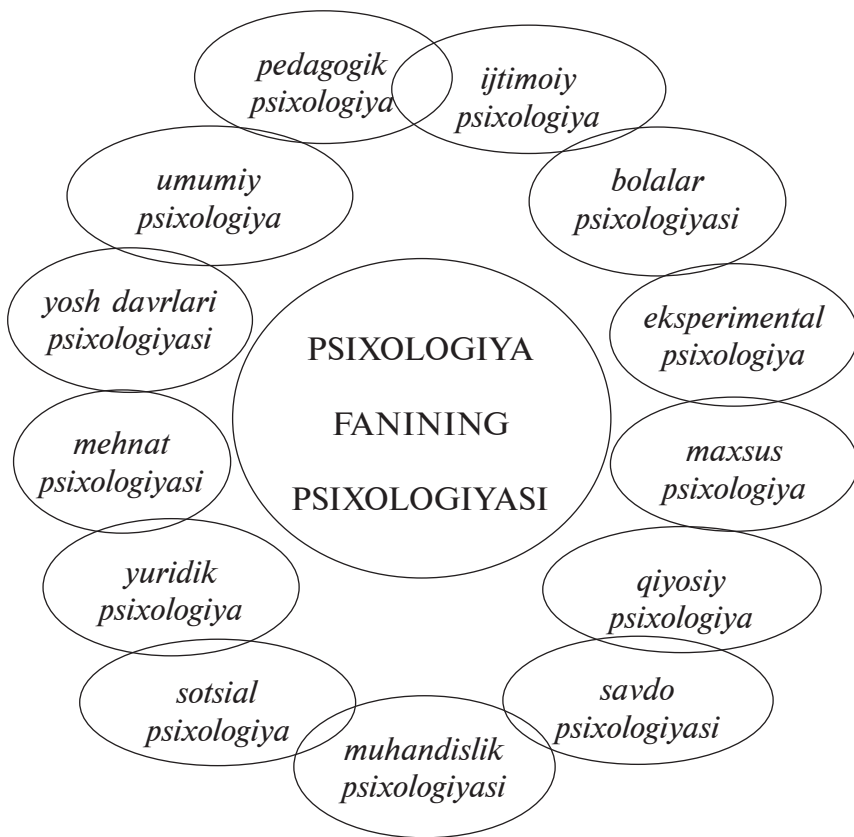 pedagogik
psixologiya
ijtimoiy
psixologiya
umumiy
psixologiya
bolalar
psixologiyasi
yosh davrlari
psixologiyasi
eksperimental
psixologiya
PSIXOLOGIYA
FANINING
PSIXOLOGIYASI
mehnat
psixologiyasi
maxsus
psixologiya
yuridik
psixologiya
qiyosiy
psixologiya
sotsial
psixologiya
savdo
psixologiyasi
muhandislik
psixologiyasi